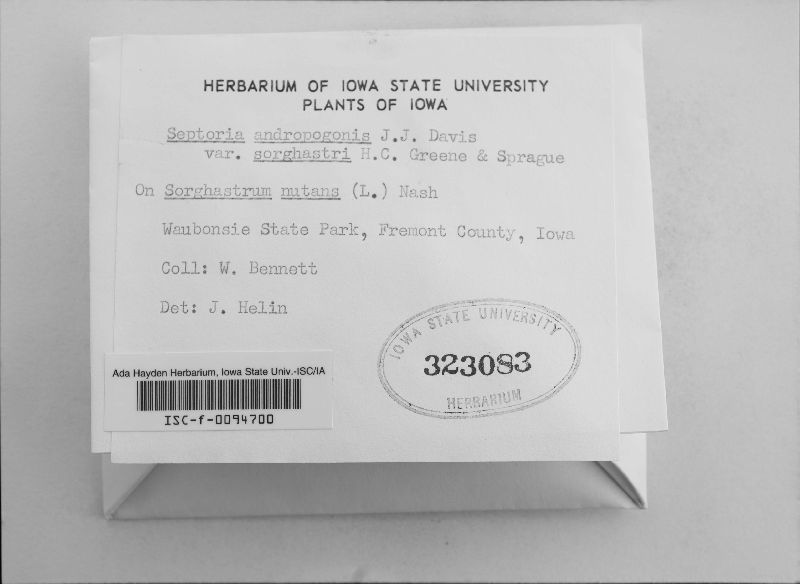 HERBARIUM OF IOWA STATE UNIVERSITY
PLANTS OF IOWA
Septoria andropogonis J.J. Davis
var. sorghastri H.C. Greene & Sprague
On Sorghastrum nutans (L.) Nash
Waubonsie State Park, Fremont County, Iowa
Coll: W. Bennett
Det: J. Helin
IOWA STATE UNIVERSITY
323083
HERBARIUM
Ada Hayden Herbarium, Iowa State Univ.-ISC/IA
ISC-f-0094700